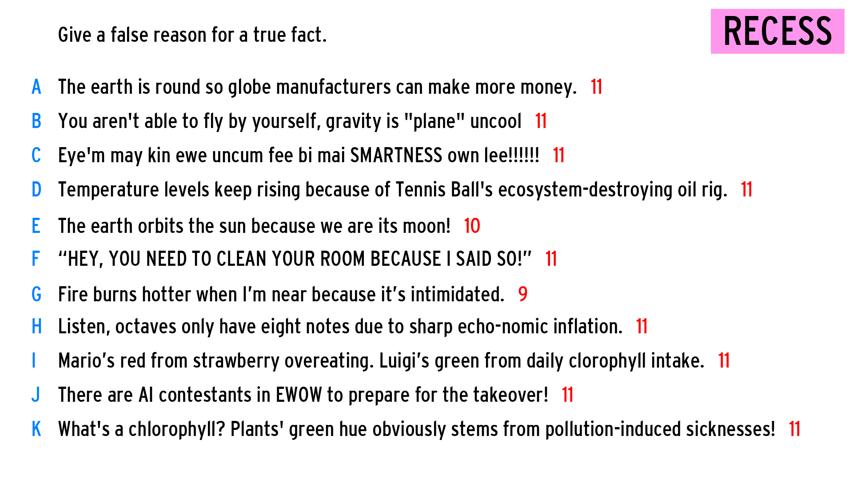 Give a false reason for a true fact.
RECESS
A The earth is round so globe manufacturers can make more money. 11
B You aren't able to fly by yourself, gravity is "plane" uncool 11
C Eye'm may kin ewe uncum fee bi mai SMARTNESS own lee!!!!!! 11
D Temperature levels keep rising because of Tennis Ball's ecosystem-destroying oil rig. 11
E The earth orbits the sun because we are its moon! 10
F “HEY, YOU NEED TO CLEAN YOUR ROOM BECAUSE I SAID SO!” 11
G Fire burns hotter when I’m near because it’s intimidated. 9
H Listen, octaves only have eight notes due to sharp echo-nomic inflation. 11
I Mario’s red from strawberry overeating. Luigi’s green from daily clorophyll intake. 11
J There are AI contestants in EWOW to prepare for the takeover! 11
K What's a chlorophyll? Plants' green hue obviously stems from pollution-induced sicknesses! 11